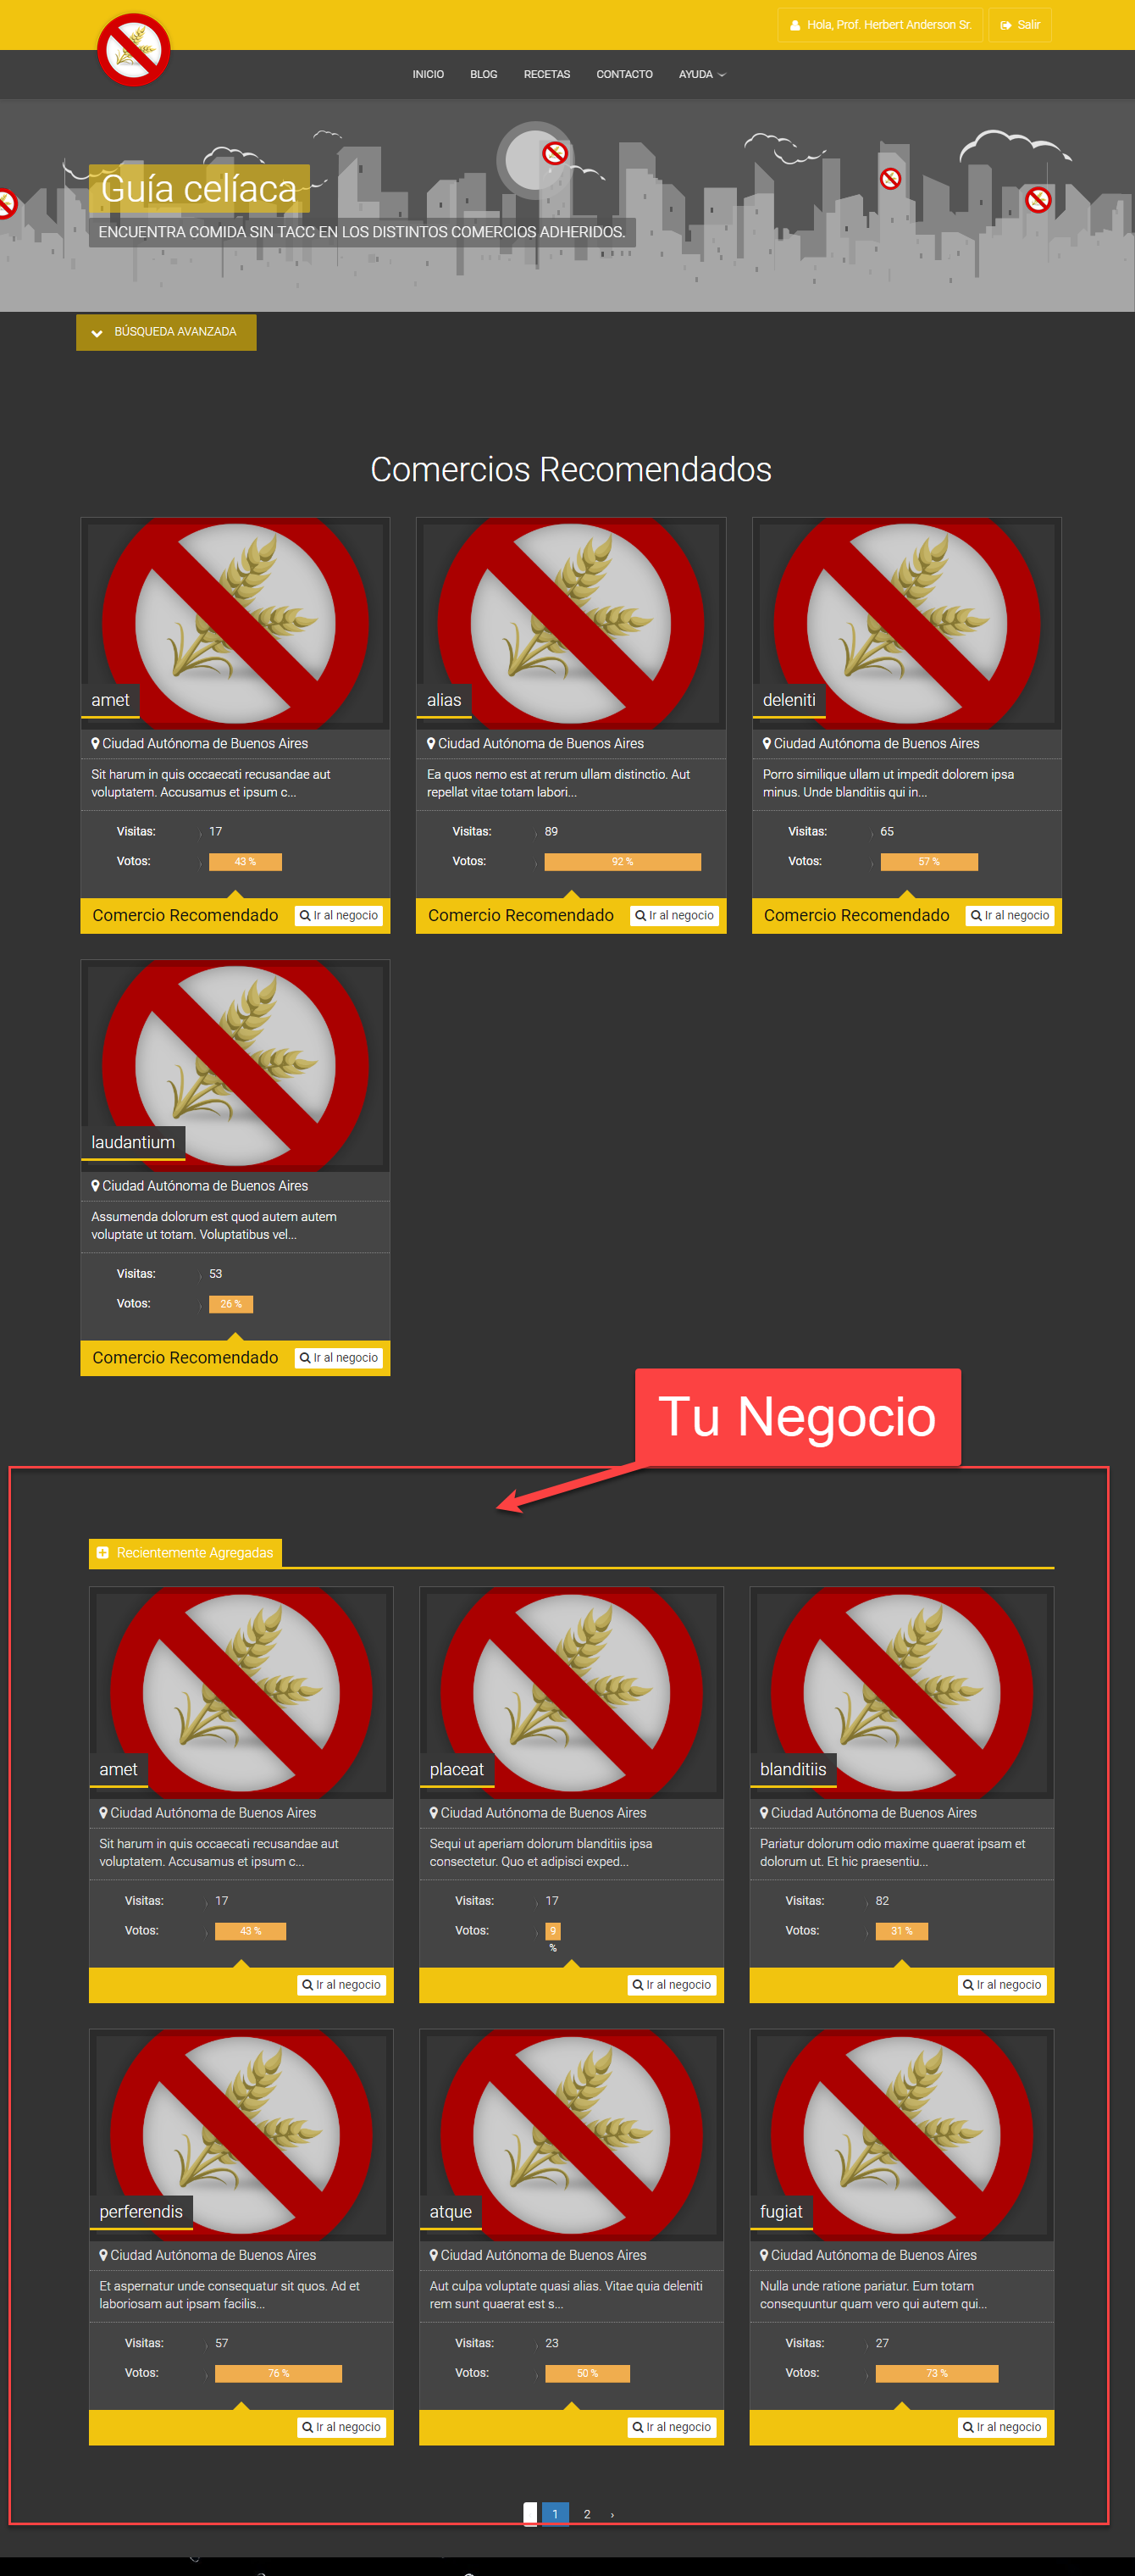 Hola, Prof. Herbert Anderson Sr.
Salir
INICIO
BLOG
RECETAS
CONTACTO
AYUDA
Guía celíaca
ENCUENTRA COMIDA SIN TACC EN LOS DISTINTOS COMERCIOS ADHERIDOS.
BÚSQUEDA AVANZADA
Comercios Recomendados
amet
Ciudad Autónoma de Buenos Aires
Sit harum in quis occaecati recusandae aut
voluptatem. Accusamus et ipsum c...
Visitas: 17
Votos: 43 %
Comercio Recomendado
Ir al negocio
alias
Ciudad Autónoma de Buenos Aires
Ea quos nemo est at rerum ullam distinctio. Aut
repellat vitae totam labori...
Visitas: 89
Votos: 92 %
Comercio Recomendado
Ir al negocio
deleniti
Ciudad Autónoma de Buenos Aires
Porro similique ullam ut impedit dolorem ipsa
minus. Unde blanditiis qui in...
Visitas: 65
Votos: 57 %
Comercio Recomendado
Ir al negocio
laudantium
Ciudad Autónoma de Buenos Aires
Assumenda dolorum est quod autem autem
voluptate ut totam. Voluptatibus vel...
Visitas: 53
Votos: 26 %
Comercio Recomendado
Ir al negocio
Tu Negocio
Recientemente Agregadas
amet
Ciudad Autónoma de Buenos Aires
Sit harum in quis occaecati recusandae aut
voluptatem. Accusamus et ipsum c...
Visitas: 17
Votos: 43 %
Ir al negocio
placeat
Ciudad Autónoma de Buenos Aires
Sequi ut aperiam dolorum blanditiis ipsa
consectetur. Quo et adipisci exped...
Visitas: 17
Votos: 9
%
Ir al negocio
blanditiis
Ciudad Autónoma de Buenos Aires
Pariatur dolorum odio maxime quaerat ipsam et
dolorum ut. Et hic praesentiu...
Visitas: 82
Votos: 31 %
Ir al negocio
perferendis
Ciudad Autónoma de Buenos Aires
Et aspernatur unde consequatur sit quos. Ad et
laboriosam aut ipsam facilis...
Visitas: 57
Votos: 76 %
Ir al negocio
atque
Ciudad Autónoma de Buenos Aires
Aut culpa voluptate quasi alias. Vitae quia deleniti
rem sunt quaerat est s...
Visitas: 23
Votos: 50 %
Ir al negocio
fugiat
Ciudad Autónoma de Buenos Aires
Nulla unde ratione pariatur. Eum totam
consequuntur quam vero qui autem qui...
Visitas: 27
Votos: 73 %
Ir al negocio
1 2 ›